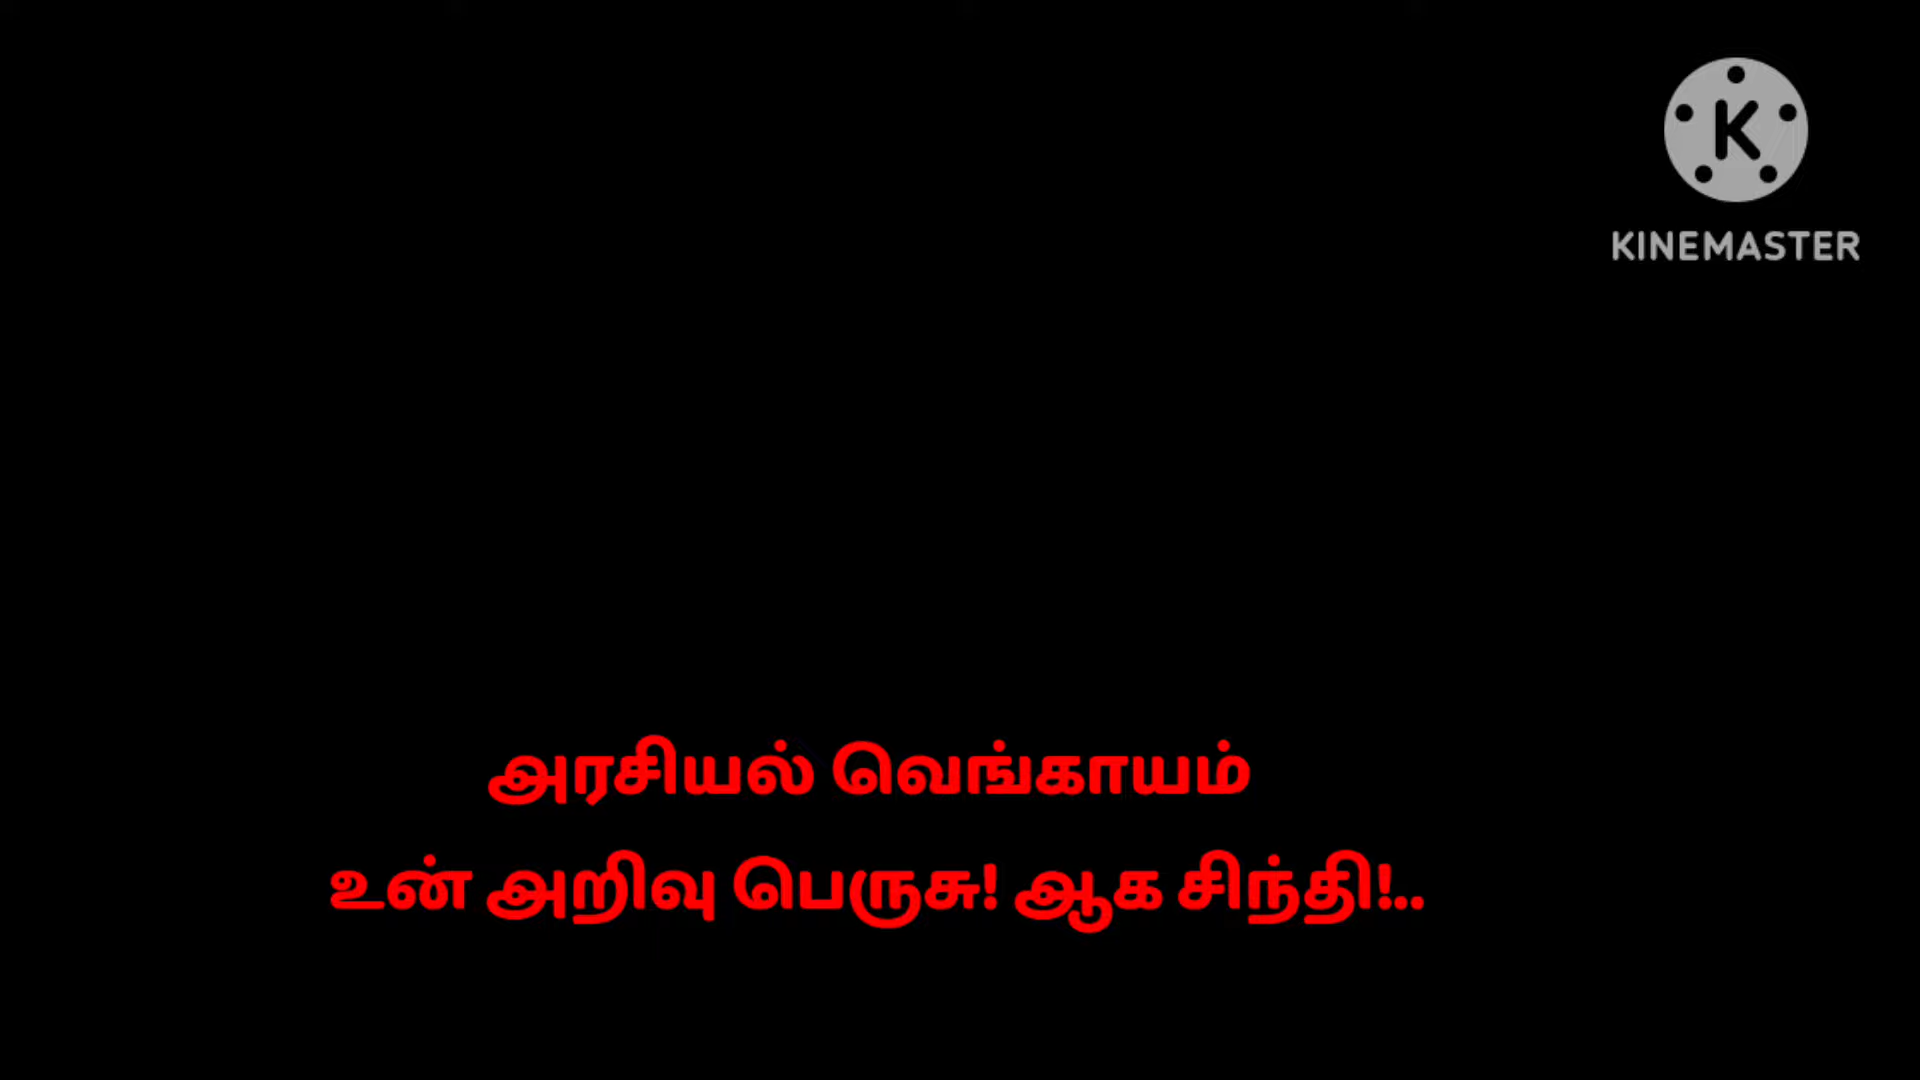 K
KINEMASTER
அரசியல் வெங்காயம்
உன் அறிவு பெருசு! ஆக சிந்தி!..